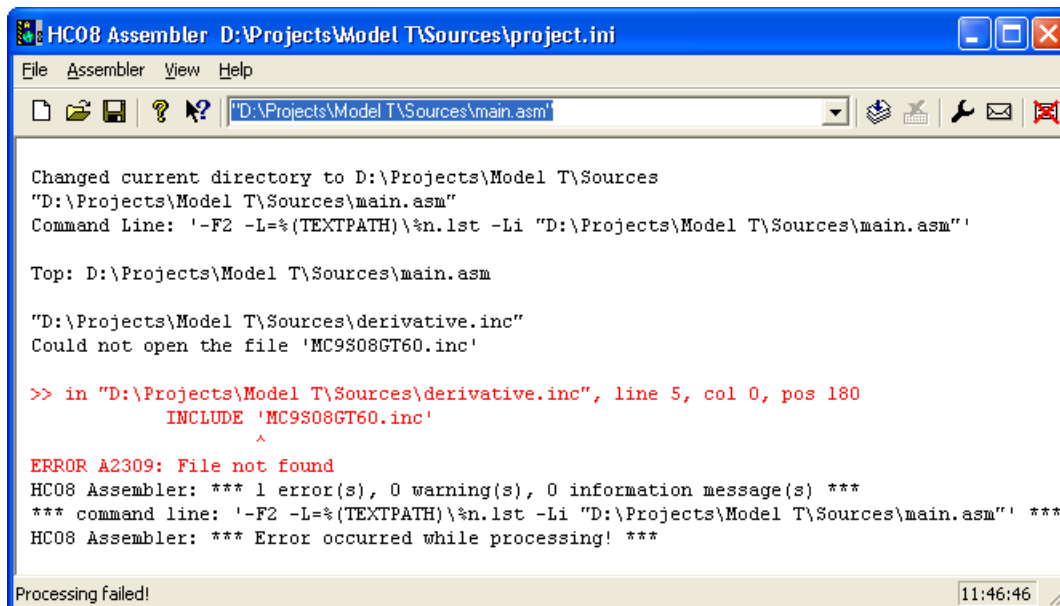 HC08 Assembler D:\Projects\Model T\Sources\project.ini
File Assembler View Help
"D:\Projects\Model T\Sources\main.asm"
Changed current directory to D:\Projects\Model T\Sources
"D:\Projects\Model T\Sources\main.asm"
Command Line: '-F2 -L=%(TEXTPATH)\%n.lst -Li "D:\Projects\Model T\Sources\main.asm"'
Top: D:\Projects\Model T\Sources\main.asm
"D:\Projects\Model T\Sources\derivative.inc"
Could not open the file 'MC9S08GT60.inc'
>> in "D:\Projects\Model T\Sources\derivative.inc", line 5, col 0, pos 180
INCLUDE 'MC9S08GT60.inc'
^
ERROR A2309: File not found
HC08 Assembler: *** 1 error(s), 0 warning(s), 0 information message(s) ***
*** command line: '-F2 -L=%(TEXTPATH)\%n.lst -Li "D:\Projects\Model T\Sources\main.asm"' ***
HC08 Assembler: *** Error occurred while processing! ***
Processing failed! 11:46:46